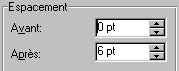 Espacement
Avant: 0 pt
Après: 6 pt